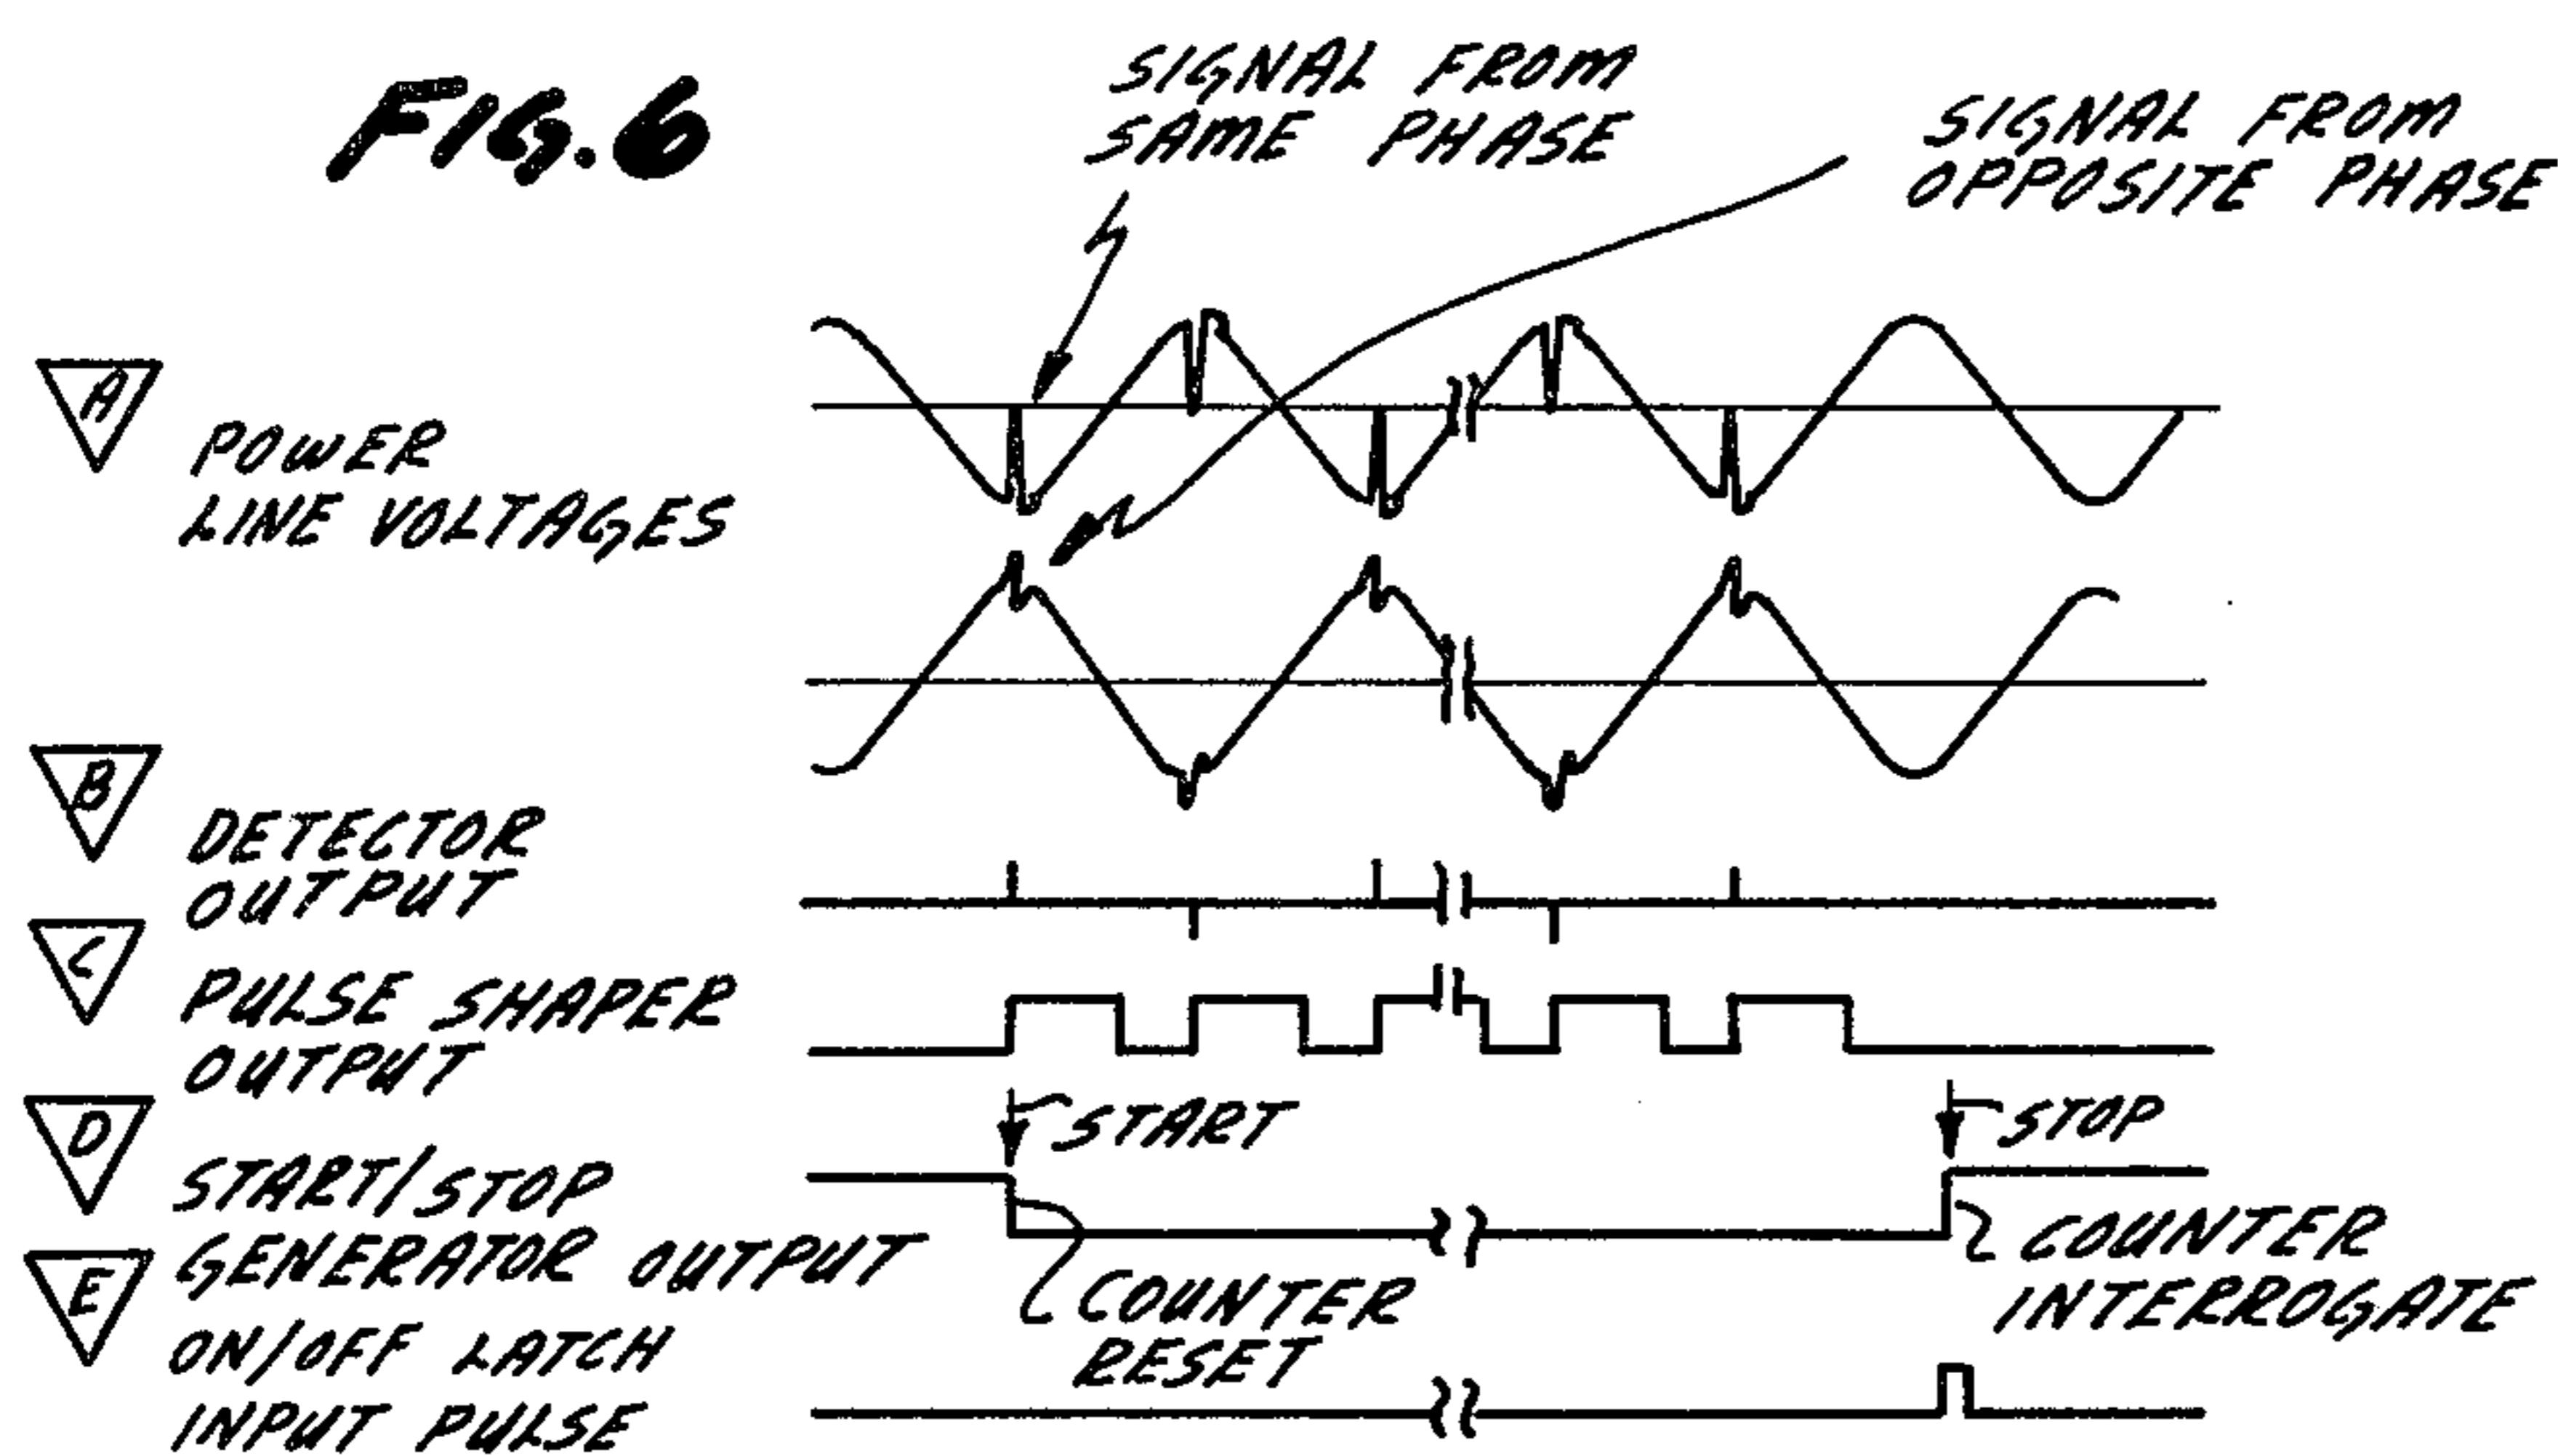 FIG.6
SIGNAL FROM
SAME PHASE
SIGNAL FROM
OPPOSITE PHASE
A
POWER
LINE VOLTAGES
B
DETECTOR
OUTPUT
C
PULSE SHAPER
OUTPUT
D
START/STOP
GENERATOR OUTPUT
START
STOP
COUNTER
RESET
COUNTER
INTERROGATE
E
ON/OFF LATCH
INPUT PULSE